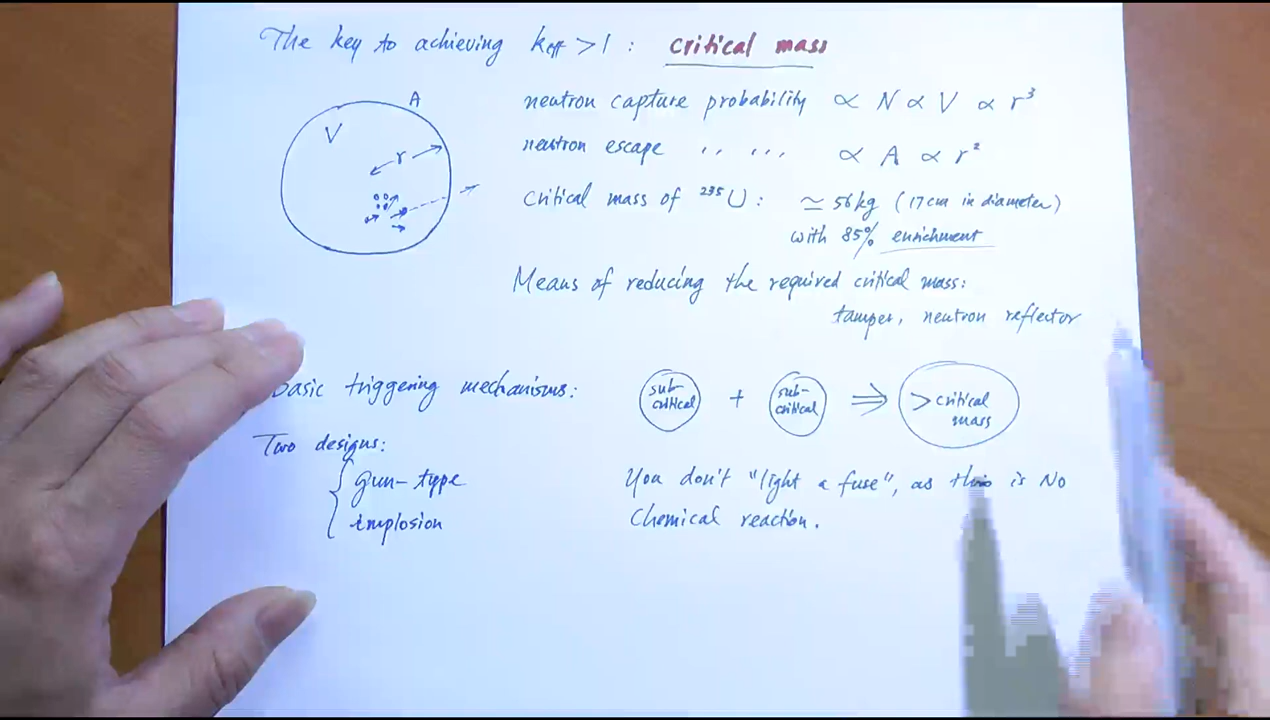 The key to achieving keff > 1 : critical mass
A
V
r
neutron capture probability ∝ N ∝ V ∝ r³
neutron escape ,, ,,, ∝ A ∝ r²
critical mass of ²³⁵U : ≃ 56 kg (17cm in diameter)
with 85% enrichment
Means of reducing the required critical mass:
tamper, neutron reflector
basic triggering mechanisms:
sub-critical + sub-critical ⇒ > critical mass
Two designs:
gun-type
implosion
You don't "light a fuse", as this is No
chemical reaction.